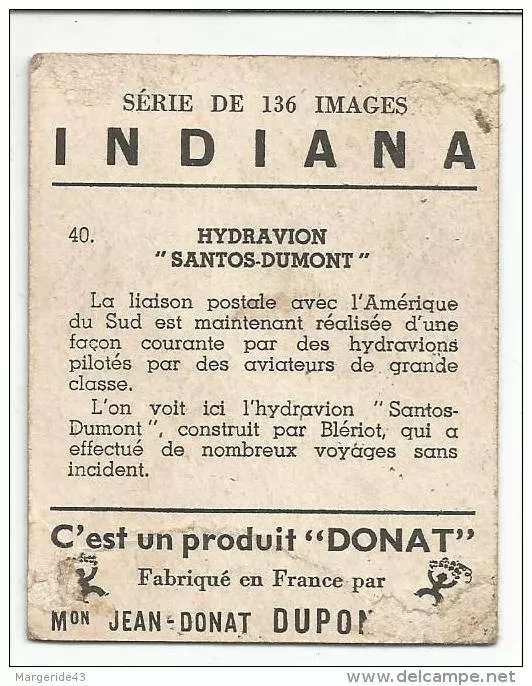 SÉRIE DE 136 IMAGES
INDIANA
40. HYDRAVION
"SANTOS-DUMONT"
La liaison postale avec l'Amérique
du Sud est maintenant réalisée d'une
façon courante par des hydravions
pilotés par des aviateurs de grande
classe.
L'on voit ici l'hydravion "Santos-
Dumont", construit par Blériot, qui a
effectué de nombreux voyages sans
incident.
C'est un produit "DONAT"
Fabriqué en France par
MON JEAN-DONAT DUPON
Margeride43
www.delcampe.net